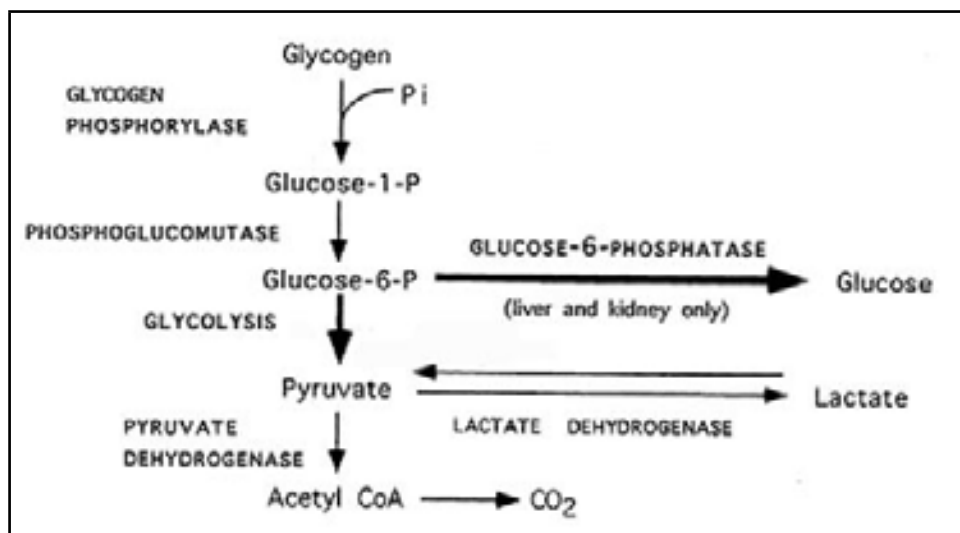 Glycogen
GLYCOGEN
PHOSPHORYLASE
Pi
Glucose-1-P
PHOSPHOGLUCOMUTASE
GLUCOSE-6-PHOSPHATASE
Glucose-6-P
Glucose
(liver and kidney only)
GLYCOLYSIS
Pyruvate
Lactate
PYRUVATE
DEHYDROGENASE
LACTATE DEHYDROGENASE
Acetyl CoA
CO2